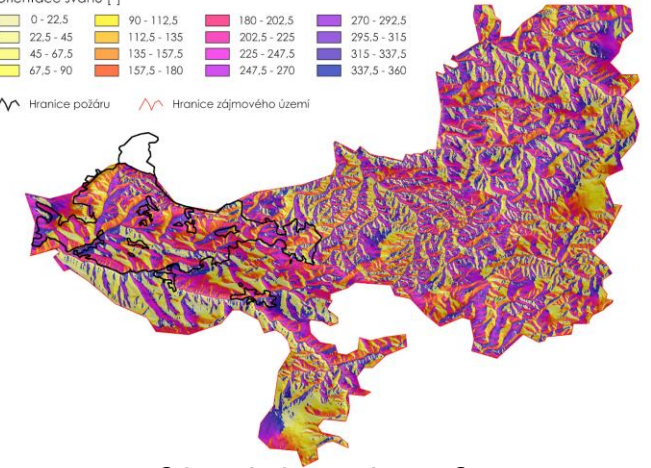 Orientace svahů [°]
0 - 22,5 90 - 112,5 180 - 202,5 270 - 292,5
22,5 - 45 112,5 - 135 202,5 - 225 295,5 - 315
45 - 67,5 135 - 157,5 225 - 247,5 315 - 337,5
67,5 - 90 157,5 - 180 247,5 - 270 337,5 - 360
Hranice požáru Hranice zájmového území